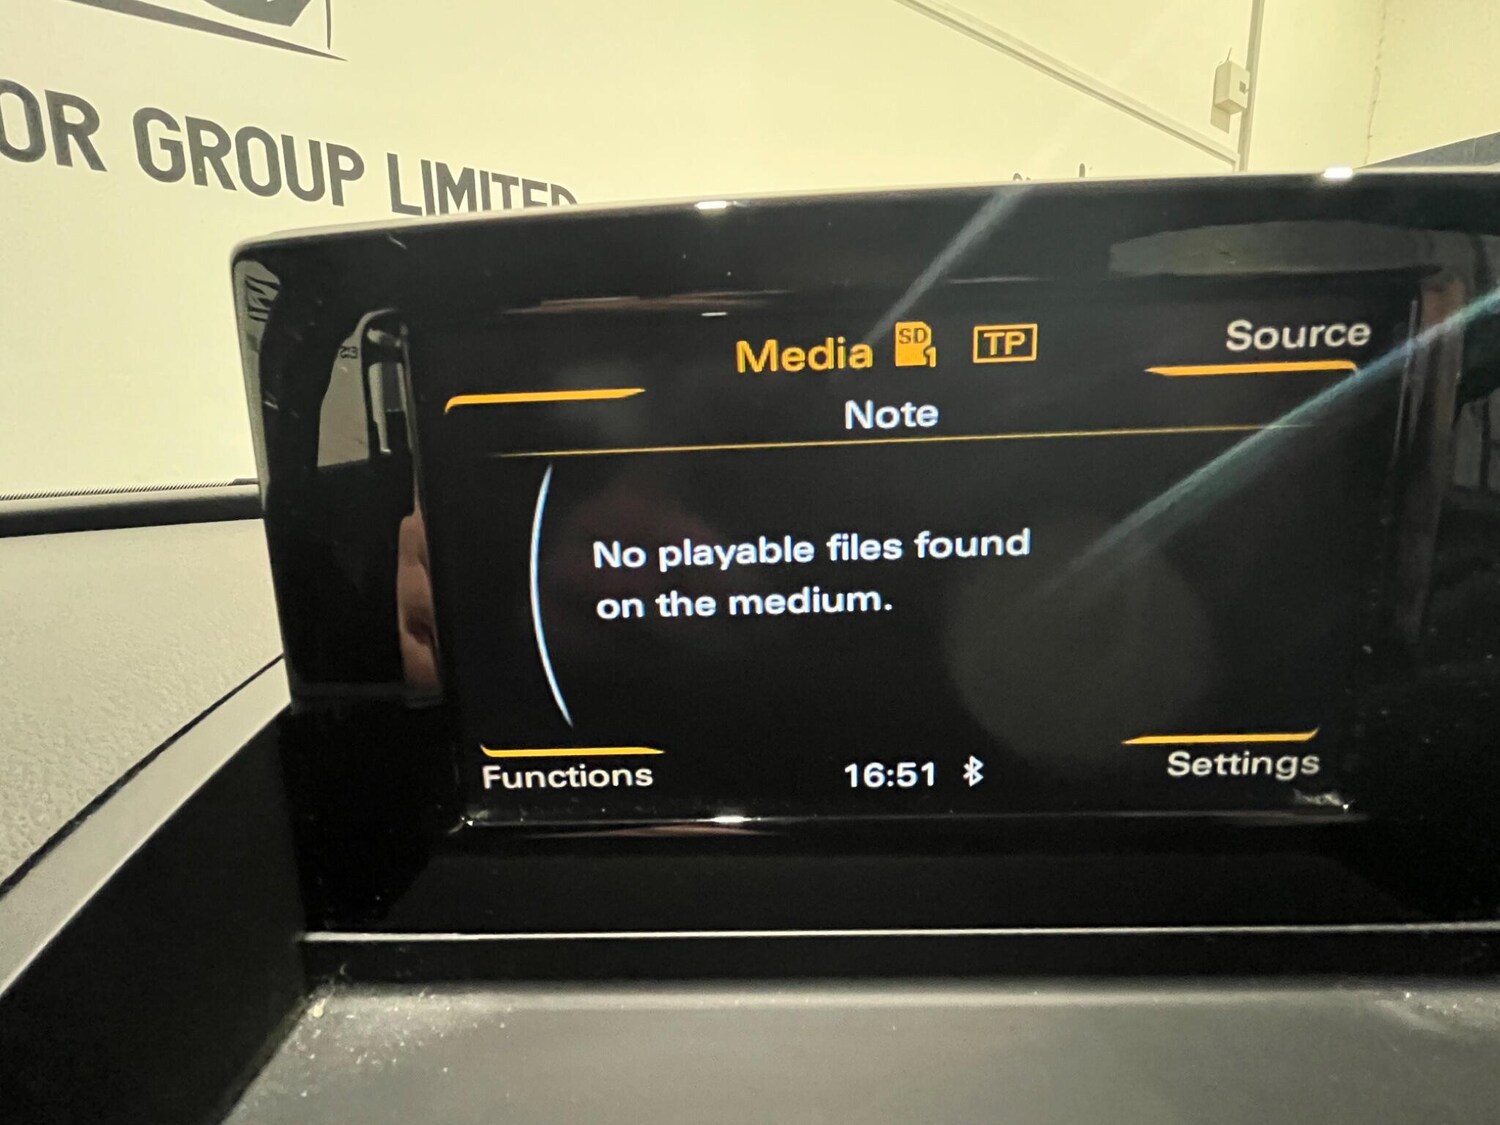 OR GROUP LIMITED
Media SD 1 TP Source
Note
No playable files found
on the medium.
Functions 16:51 Settings